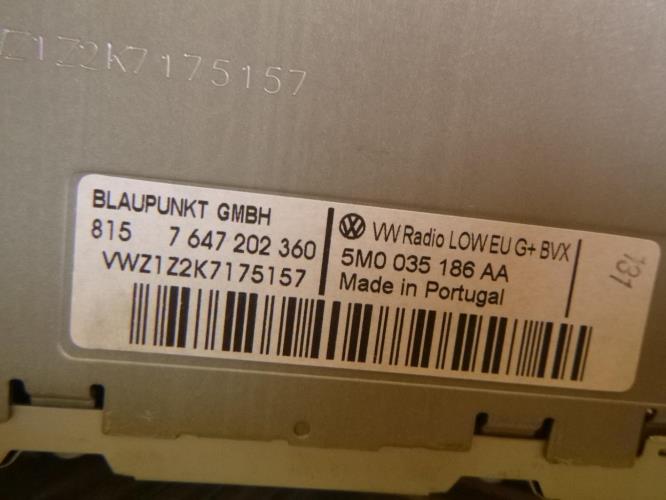 Z1Z2K7175157
BLAUPUNKT GMBH
815 7 647 202 360
VWZ1Z2K7175157
VW Radio LOW EU G+ BVX
5M0 035 186 AA
Made in Portugal
181